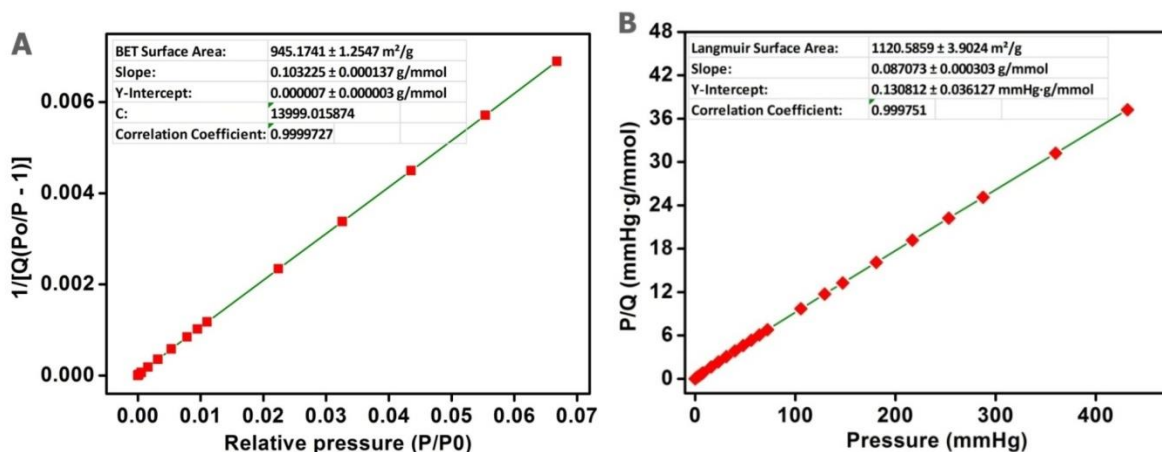 A
BET Surface Area: 945.1741 ± 1.2547 m²/g
Slope: 0.103225 ± 0.000137 g/mmol
Y-Intercept: 0.000007 ± 0.000003 g/mmol
C: 13999.015874
Correlation Coefficient: 0.9999727
1/[Q(Po/P - 1)]
0.006
0.004
0.002
0.000
0.00 0.01 0.02 0.03 0.04 0.05 0.06 0.07
Relative pressure (P/P0)
B
Langmuir Surface Area: 1120.5859 ± 3.9024 m²/g
Slope: 0.087073 ± 0.000303 g/mmol
Y-Intercept: 0.130812 ± 0.036127 mmHg·g/mmol
Correlation Coefficient: 0.999751
P/Q (mmHg·g/mmol)
48
42
36
30
24
18
12
6
0
0 100 200 300 400
Pressure (mmHg)